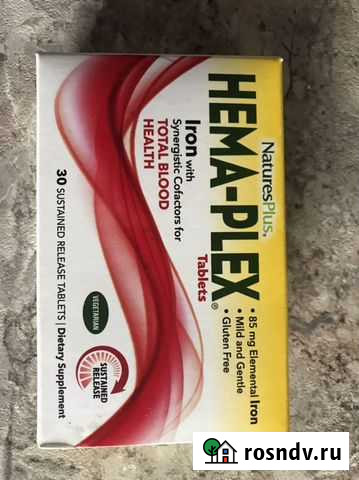 NaturesPlus®
HEMA-PLEX®
Tablets
Iron with
Synergistic Cofactors for
TOTAL BLOOD
HEALTH
• 85 mg Elemental Iron
• Mild and Gentle
• Gluten Free
VEGETARIAN
SUSTAINED
RELEASE
30 SUSTAINED RELEASE TABLETS | Dietary Supplement
rosndv.ru